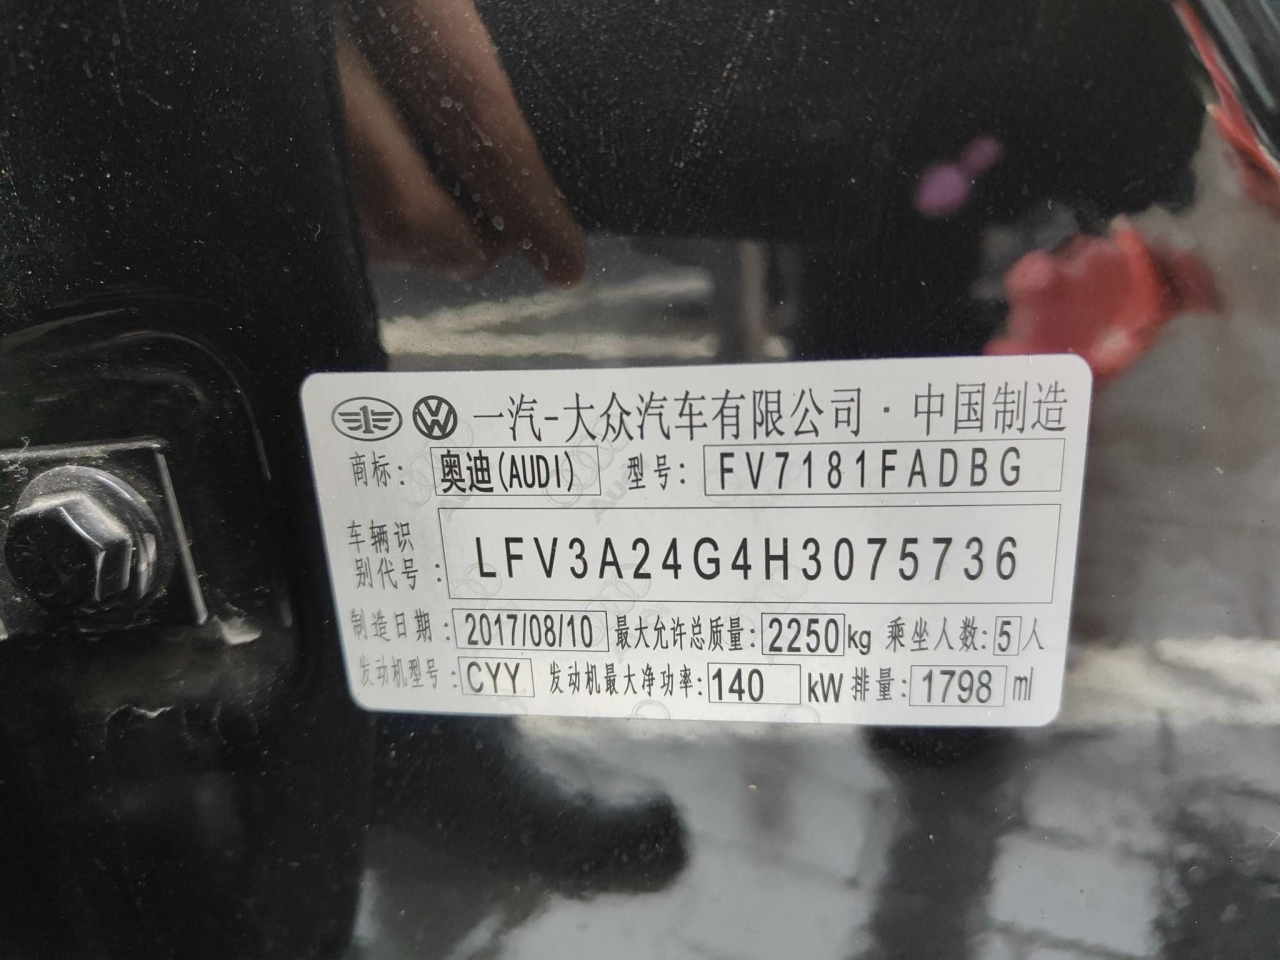 一汽-大众汽车有限公司·中国制造
商标: 奥迪(AUDI) 型号: FV7181FADBG
车辆识别代号: LFV3A24G4H3075736
制造日期: 2017/08/10 最大允许总质量: 2250kg 乘坐人数: 5人
发动机型号: CYY 发动机最大净功率: 140 kW 排量: 1798 ml